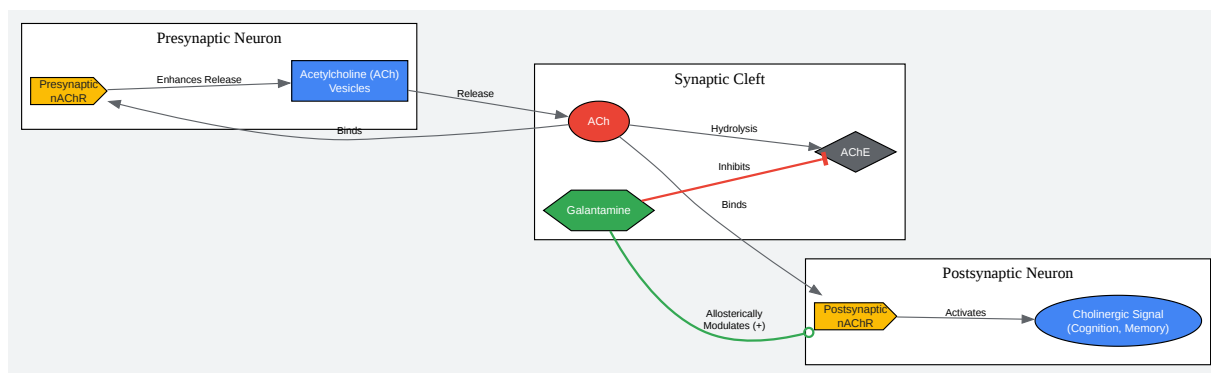 Presynaptic Neuron
Presynaptic
nAChR
Enhances Release
Acetylcholine (ACh)
Vesicles
Release
Binds
Synaptic Cleft
ACh
Hydrolysis
AChE
Inhibits
Galantamine
Binds
Allosterically
Modulates (+)
Postsynaptic Neuron
Postsynaptic
nAChR
Activates
Cholinergic Signal
(Cognition, Memory)